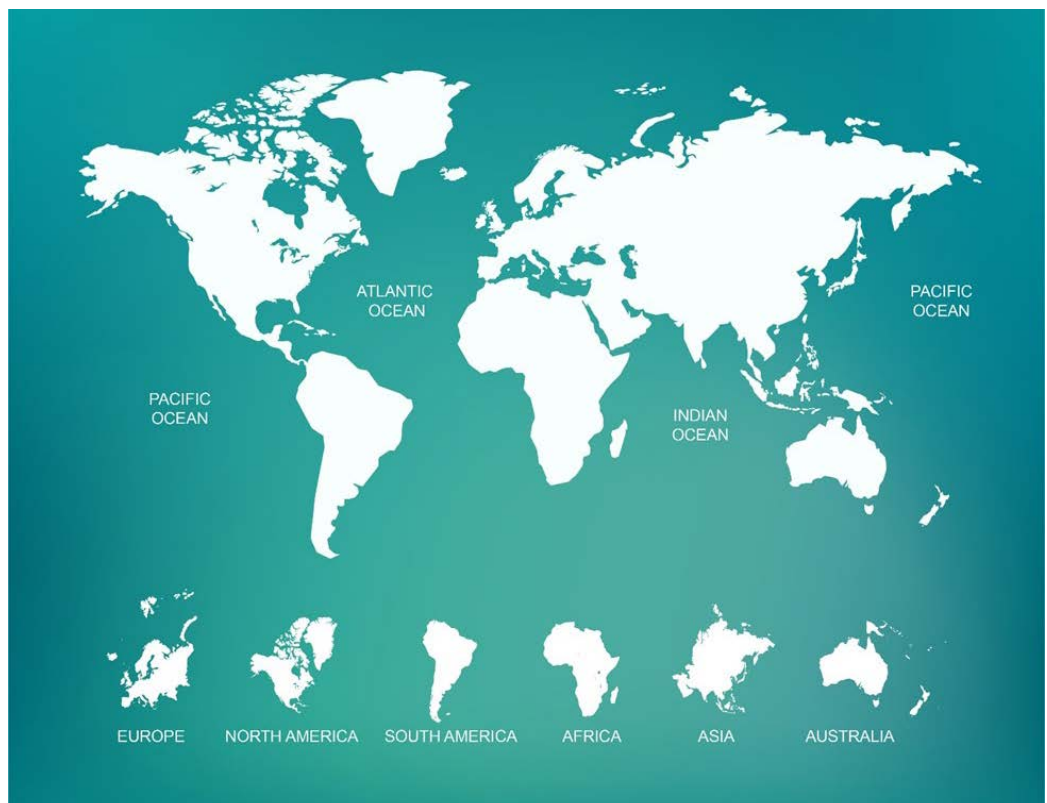 ATLANTIC
OCEAN
PACIFIC
OCEAN
PACIFIC
OCEAN
INDIAN
OCEAN
EUROPE
NORTH AMERICA
SOUTH AMERICA
AFRICA
ASIA
AUSTRALIA